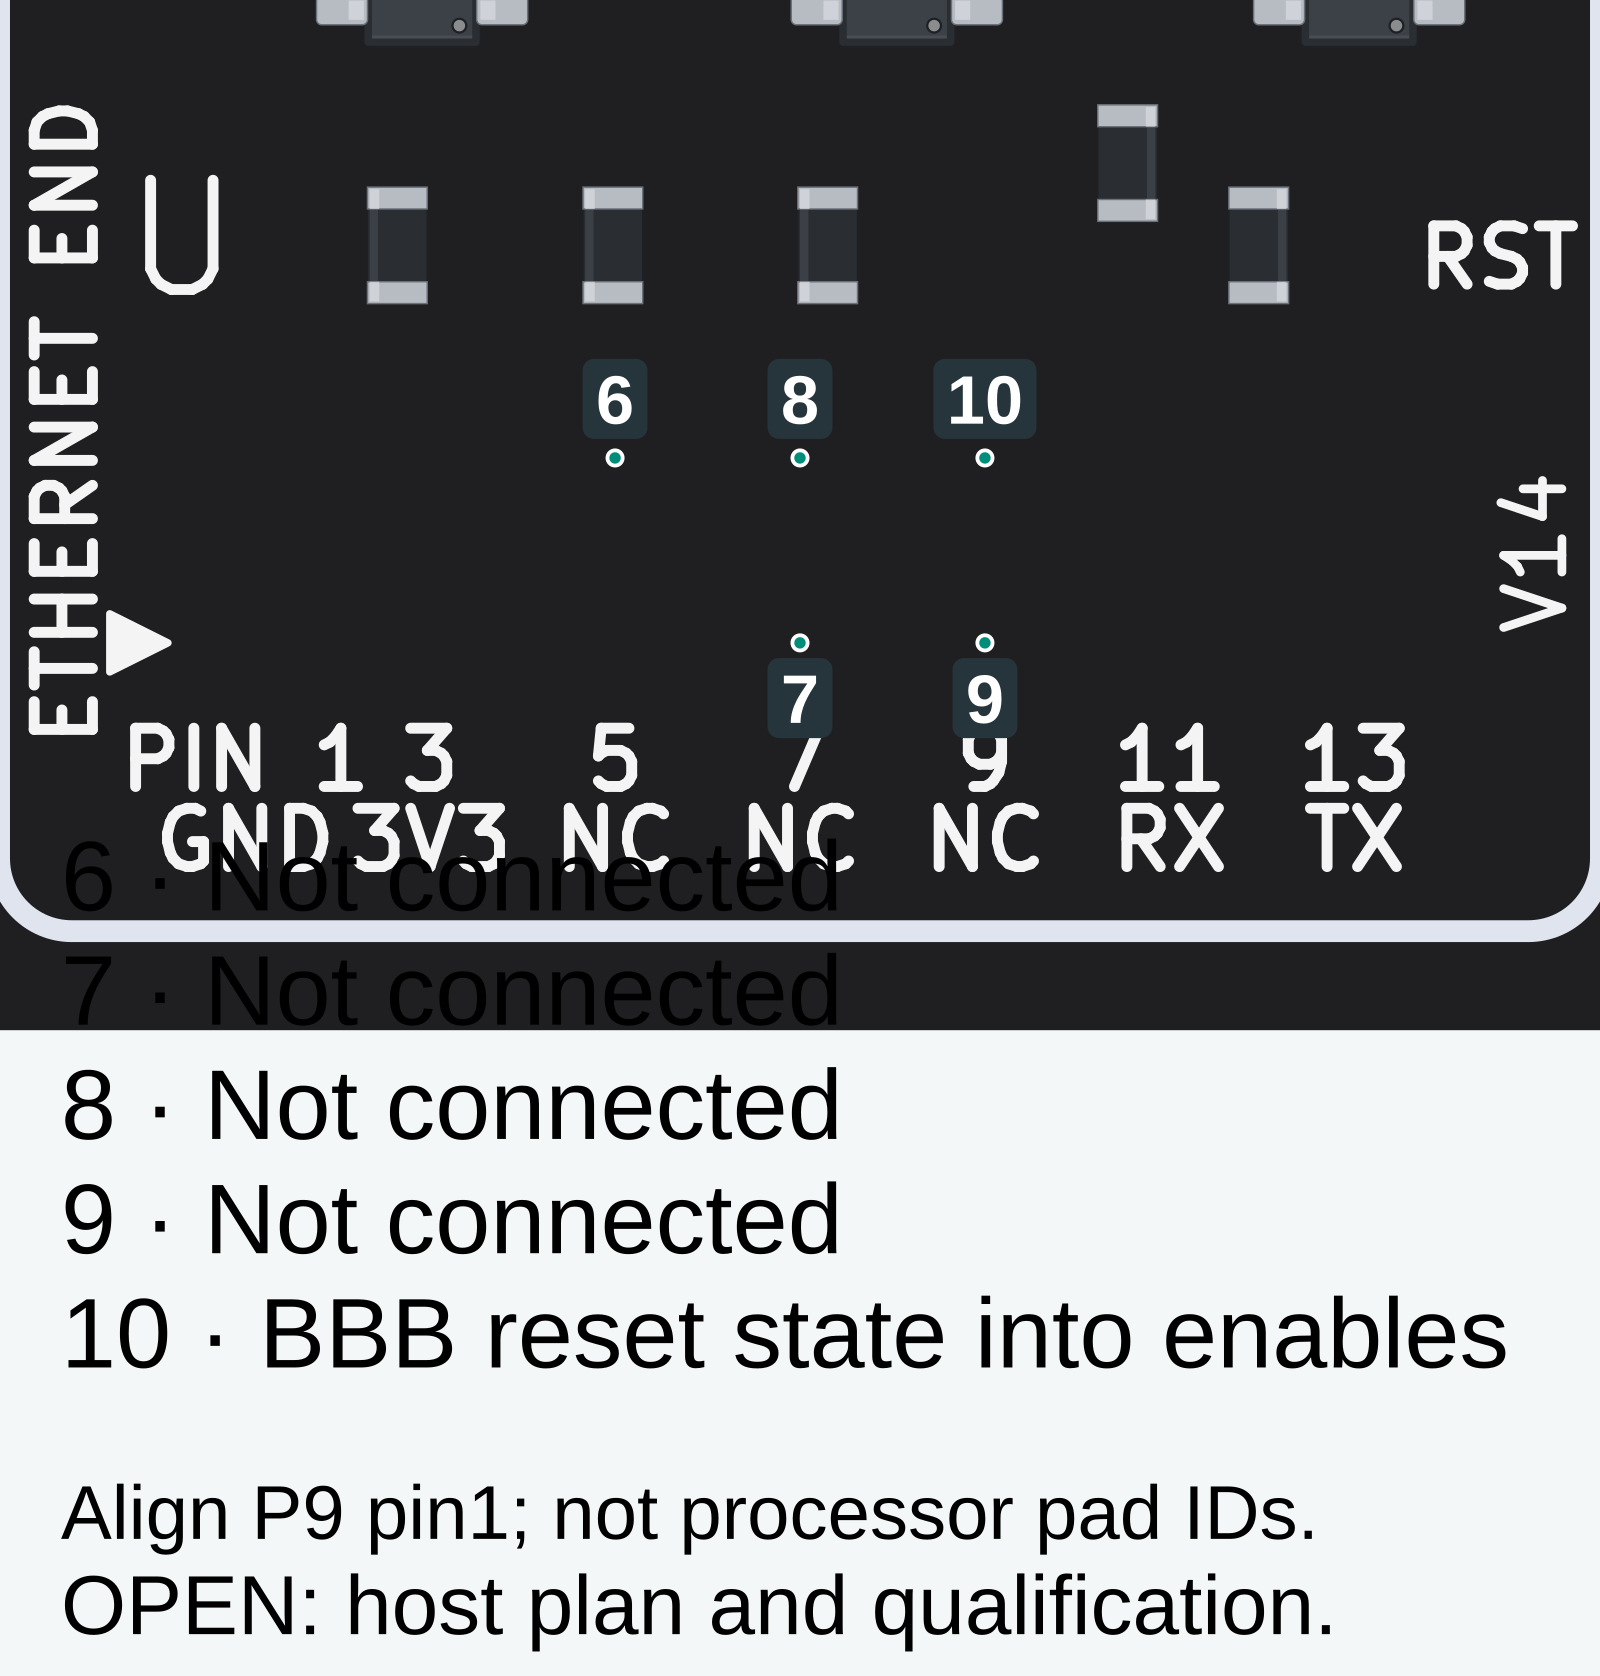 ETHERNET END
U
RST
6 8 10
V14
7 9
PIN 1 3 5 7 9 11 13
GND 3V3 NC NC NC RX TX
6 · Not connected
7 · Not connected
8 · Not connected
9 · Not connected
10 · BBB reset state into enables
Align P9 pin1; not processor pad IDs.
OPEN: host plan and qualification.